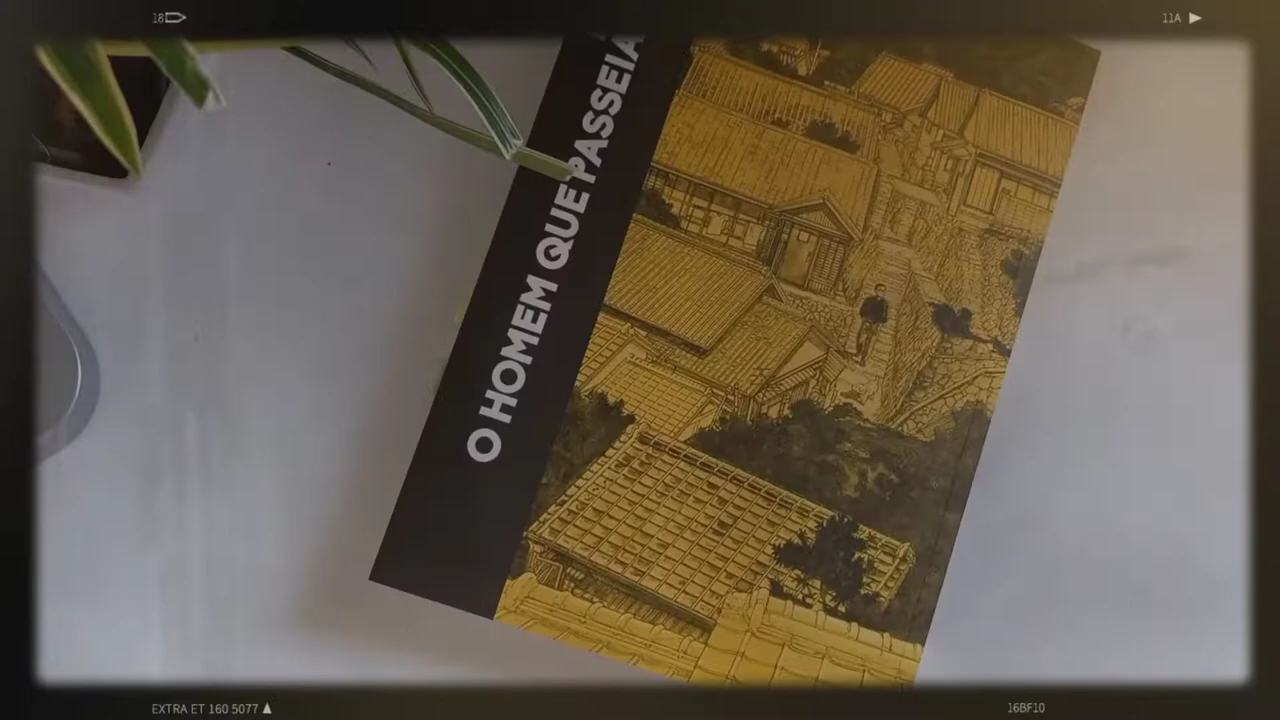 18
11A
O HOMEM QUE PASSEIA
EXTRA ET 160 5077
16BF10